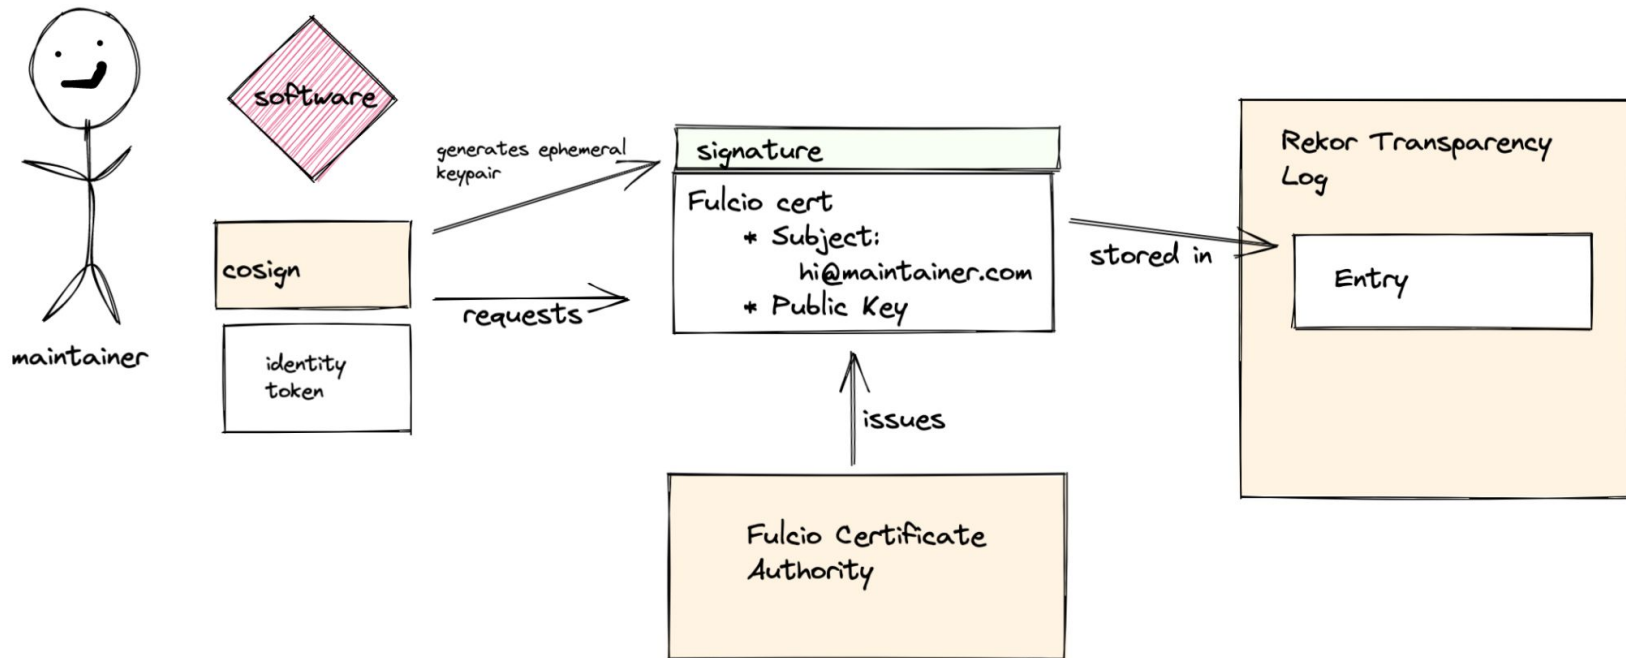 software
generates ephemeral
keypair
signature
Fulcio cert
* Subject:
hi@maintainer.com
* Public Key
cosign
requests
stored in
Rekor Transparency
Log
Entry
maintainer
identity
token
issues
Fulcio Certificate
Authority